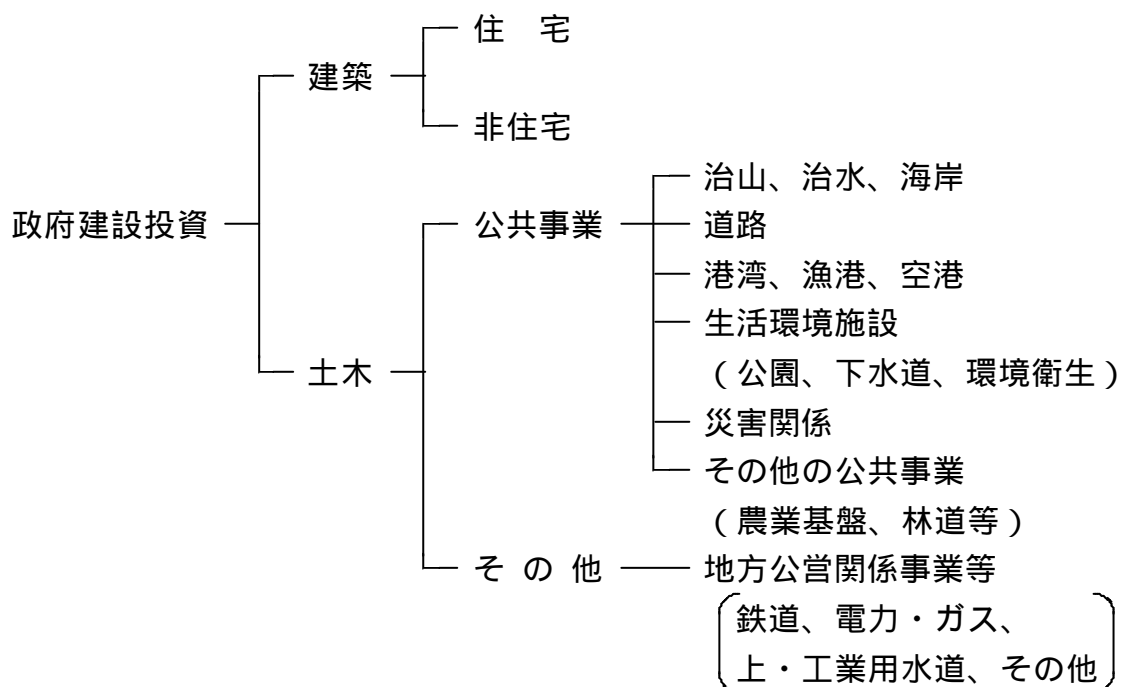 住 宅
建築
非住宅
治山、治水、海岸
政府建設投資
公共事業
道路
港湾、漁港、空港
生活環境施設
土木
（公園、下水道、環境衛生）
災害関係
その他の公共事業
（農業基盤、林道等）
そ の 他
地方公営関係事業等
鉄道、電力・ガス、
上・工業用水道、その他